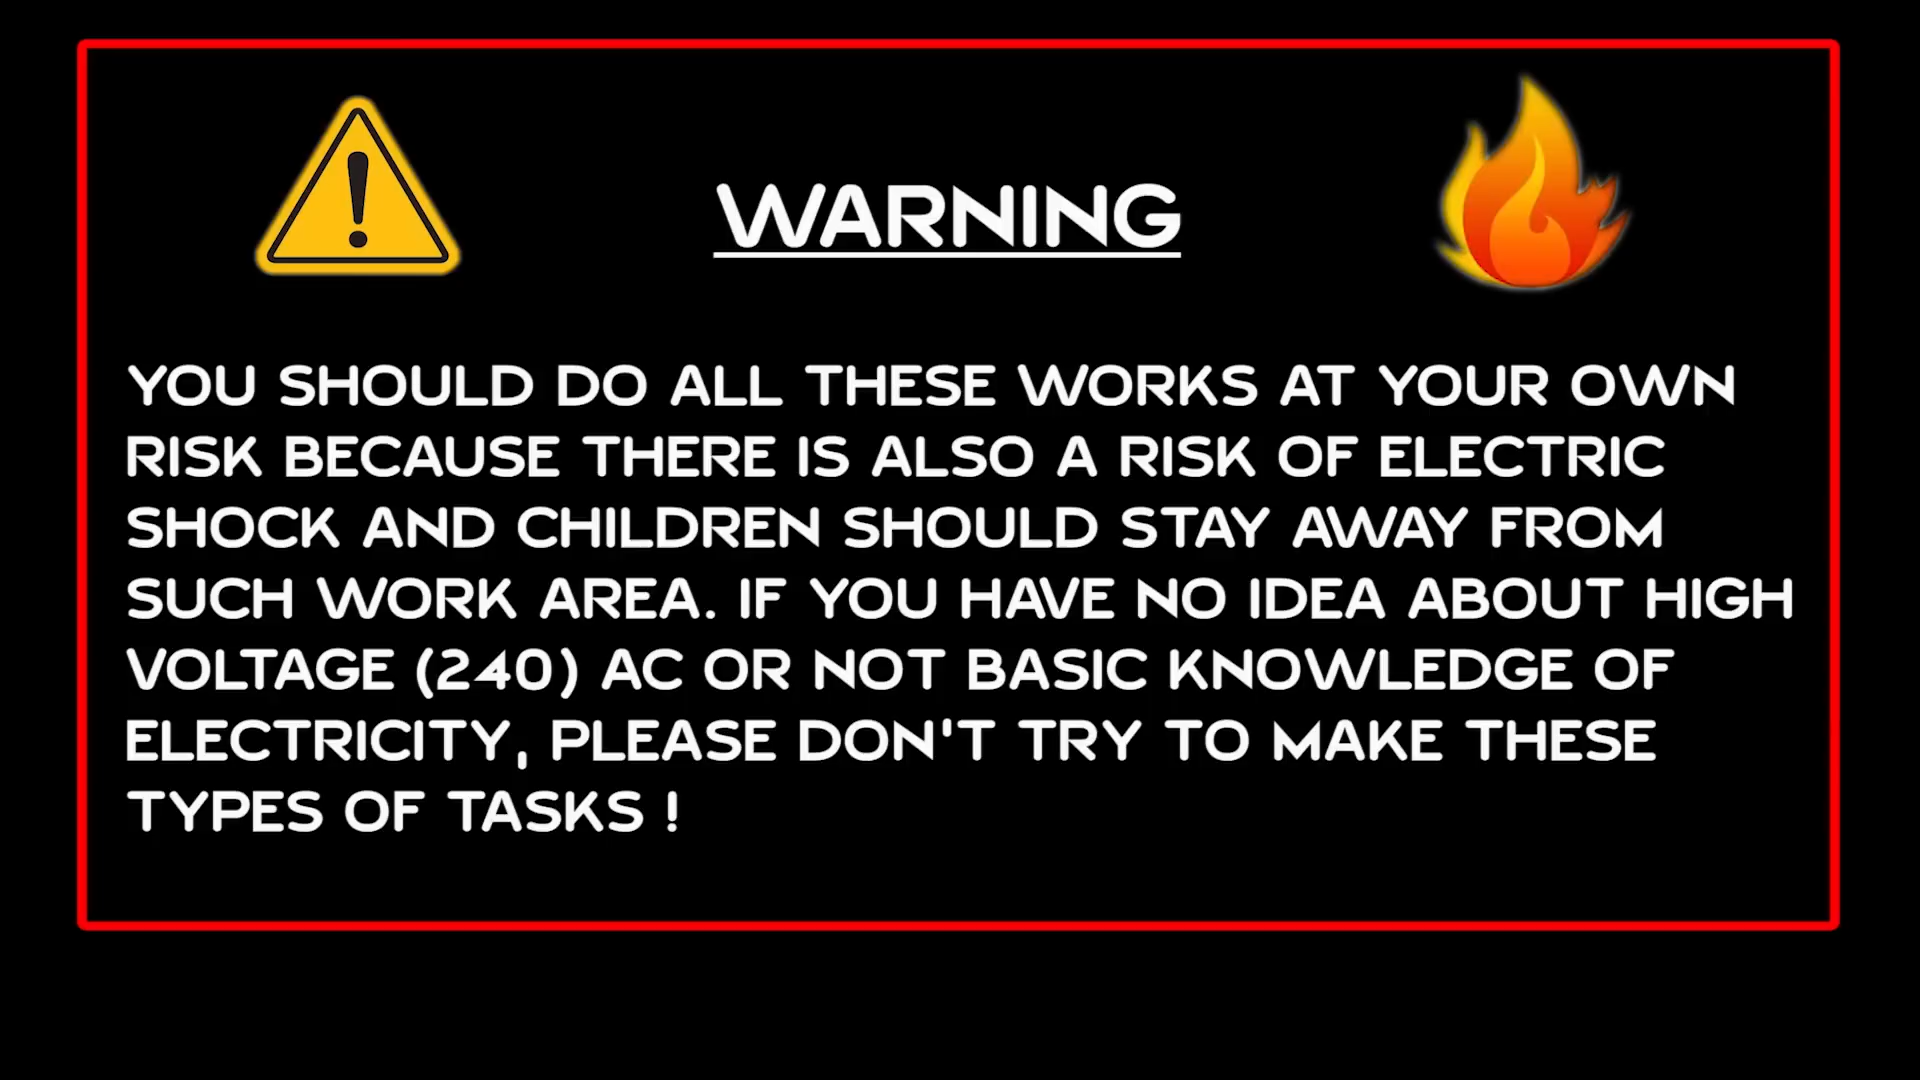 WARNING
YOU SHOULD DO ALL THESE WORKS AT YOUR OWN
RISK BECAUSE THERE IS ALSO A RISK OF ELECTRIC
SHOCK AND CHILDREN SHOULD STAY AWAY FROM
SUCH WORK AREA. IF YOU HAVE NO IDEA ABOUT HIGH
VOLTAGE (240) AC OR NOT BASIC KNOWLEDGE OF
ELECTRICITY, PLEASE DON'T TRY TO MAKE THESE
TYPES OF TASKS !